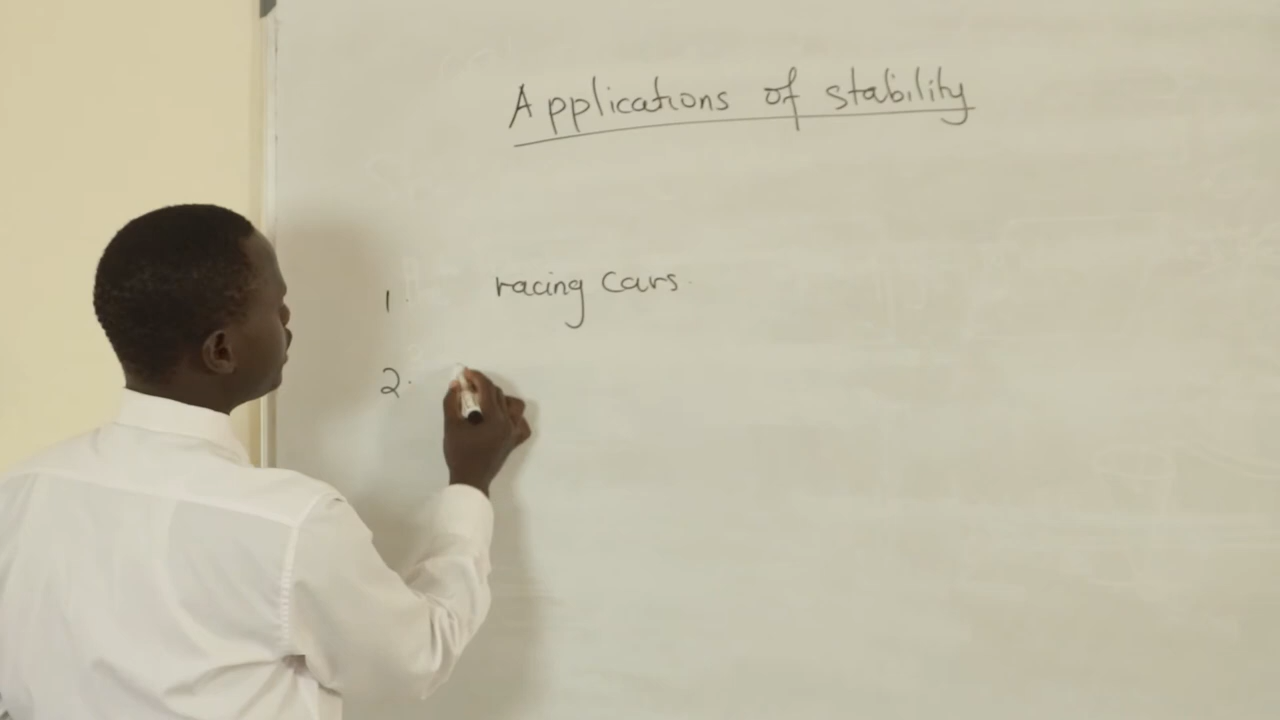 Applications of stability
1. racing cars.
2.